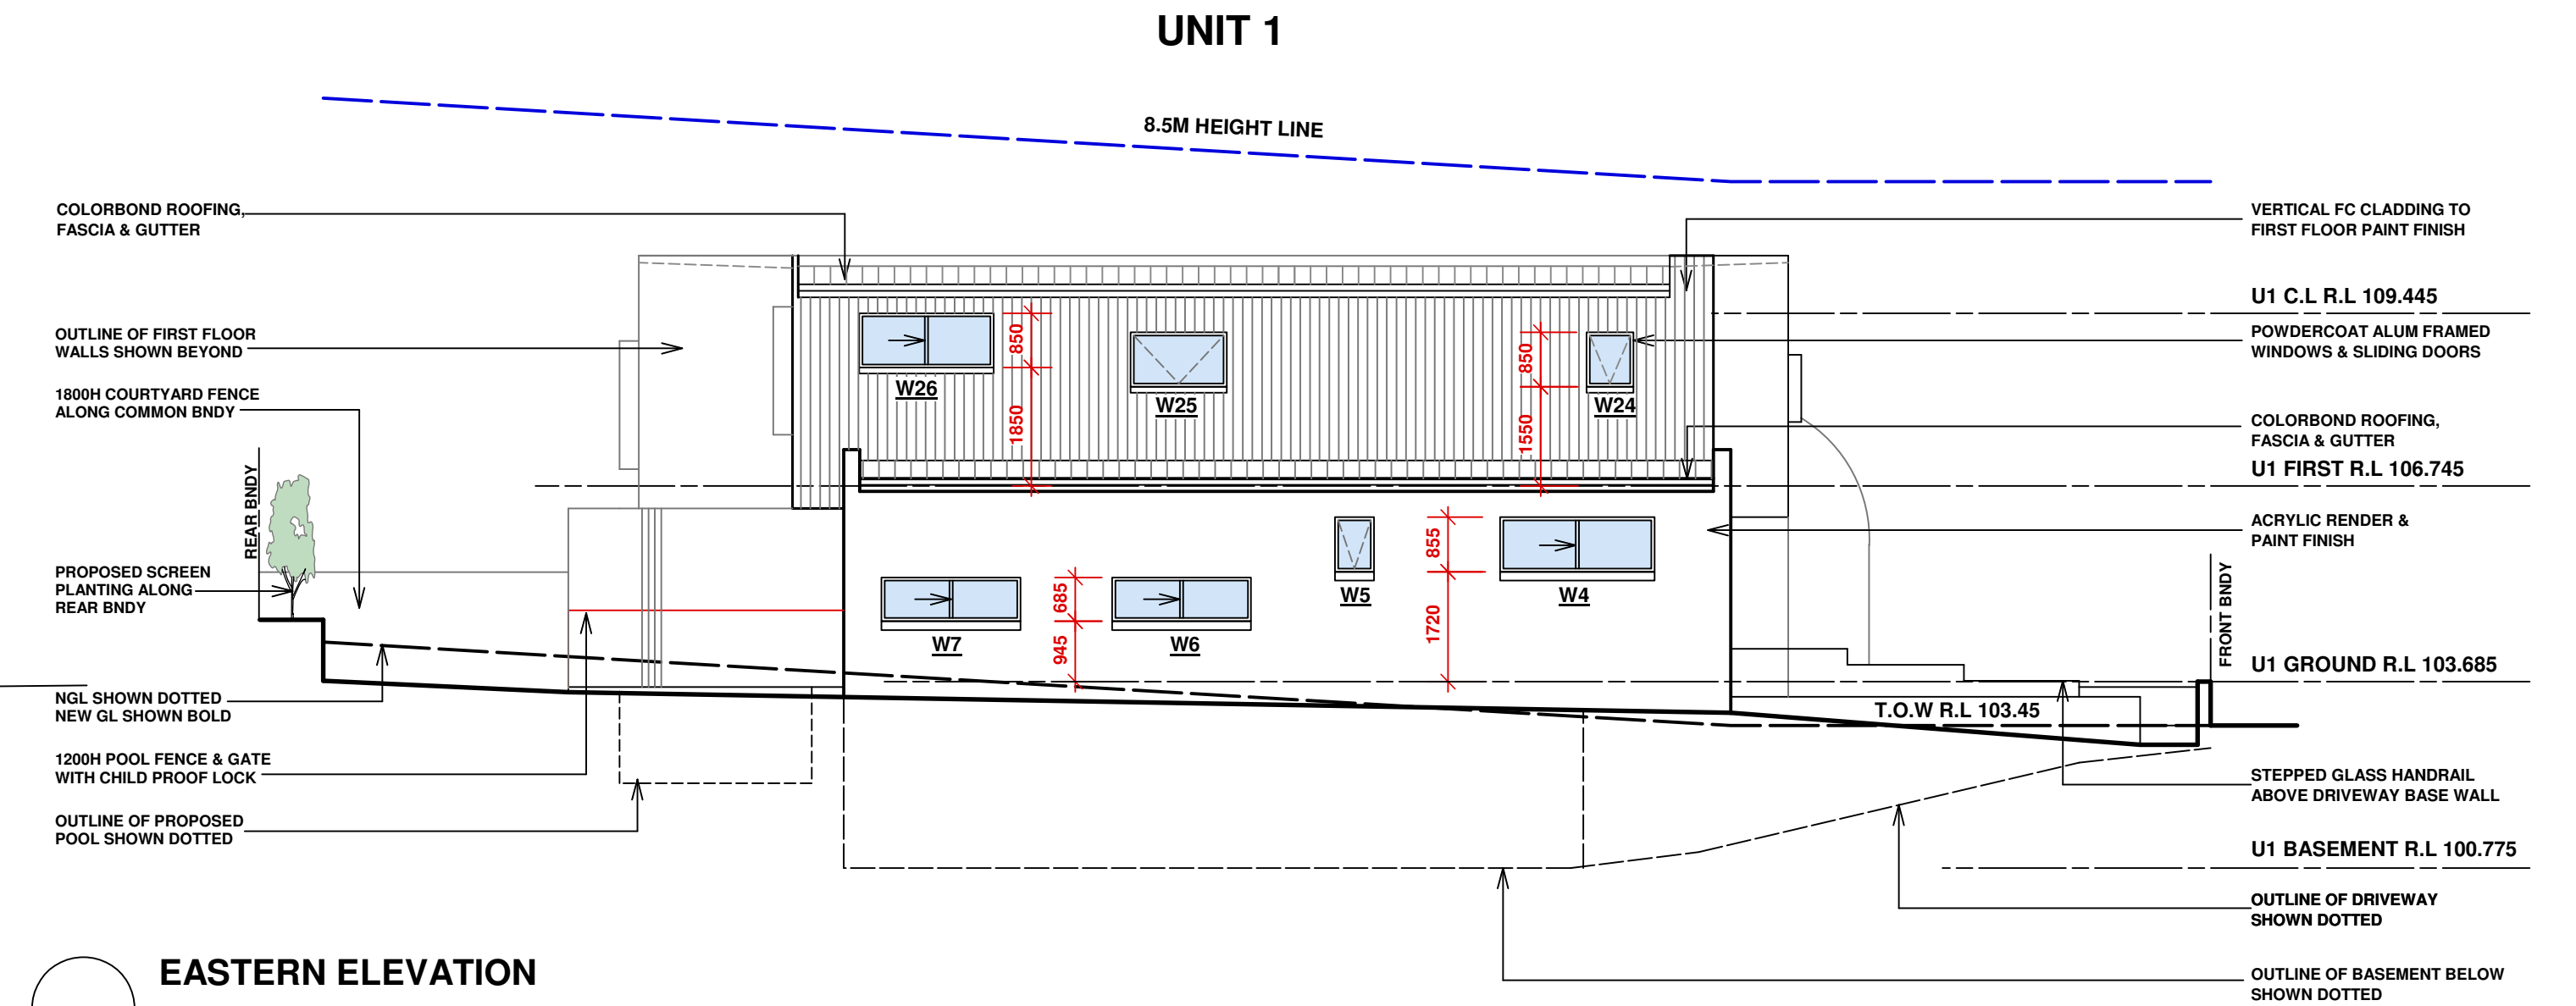 UNIT 1
8.5M HEIGHT LINE
COLORBOND ROOFING,
FASCIA & GUTTER
OUTLINE OF FIRST FLOOR
WALLS SHOWN BEYOND
1800H COURTYARD FENCE
ALONG COMMON BNDY
REAR BNDY
PROPOSED SCREEN
PLANTING ALONG
REAR BNDY
NGL SHOWN DOTTED
NEW GL SHOWN BOLD
1200H POOL FENCE & GATE
WITH CHILD PROOF LOCK
OUTLINE OF PROPOSED
POOL SHOWN DOTTED
W26
850
1850
W25
850
1550
W24
W7
685
945
W6
W5
855
1720
W4
T.O.W R.L 103.45
FRONT BNDY
VERTICAL FC CLADDING TO
FIRST FLOOR PAINT FINISH
U1 C.L R.L 109.445
POWDERCOAT ALUM FRAMED
WINDOWS & SLIDING DOORS
COLORBOND ROOFING,
FASCIA & GUTTER
U1 FIRST R.L 106.745
ACRYLIC RENDER &
PAINT FINISH
U1 GROUND R.L 103.685
STEPPED GLASS HANDRAIL
ABOVE DRIVEWAY BASE WALL
U1 BASEMENT R.L 100.775
OUTLINE OF DRIVEWAY
SHOWN DOTTED
OUTLINE OF BASEMENT BELOW
SHOWN DOTTED
EASTERN ELEVATION